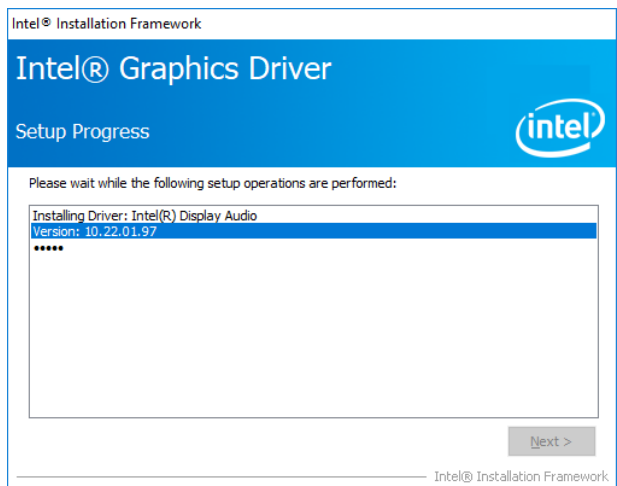 Intel® Installation Framework
Intel® Graphics Driver
Setup Progress
intel
Please wait while the following setup operations are performed:
Installing Driver: Intel(R) Display Audio
Version: 10.22.01.97
•••••
Next >
Intel® Installation Framework